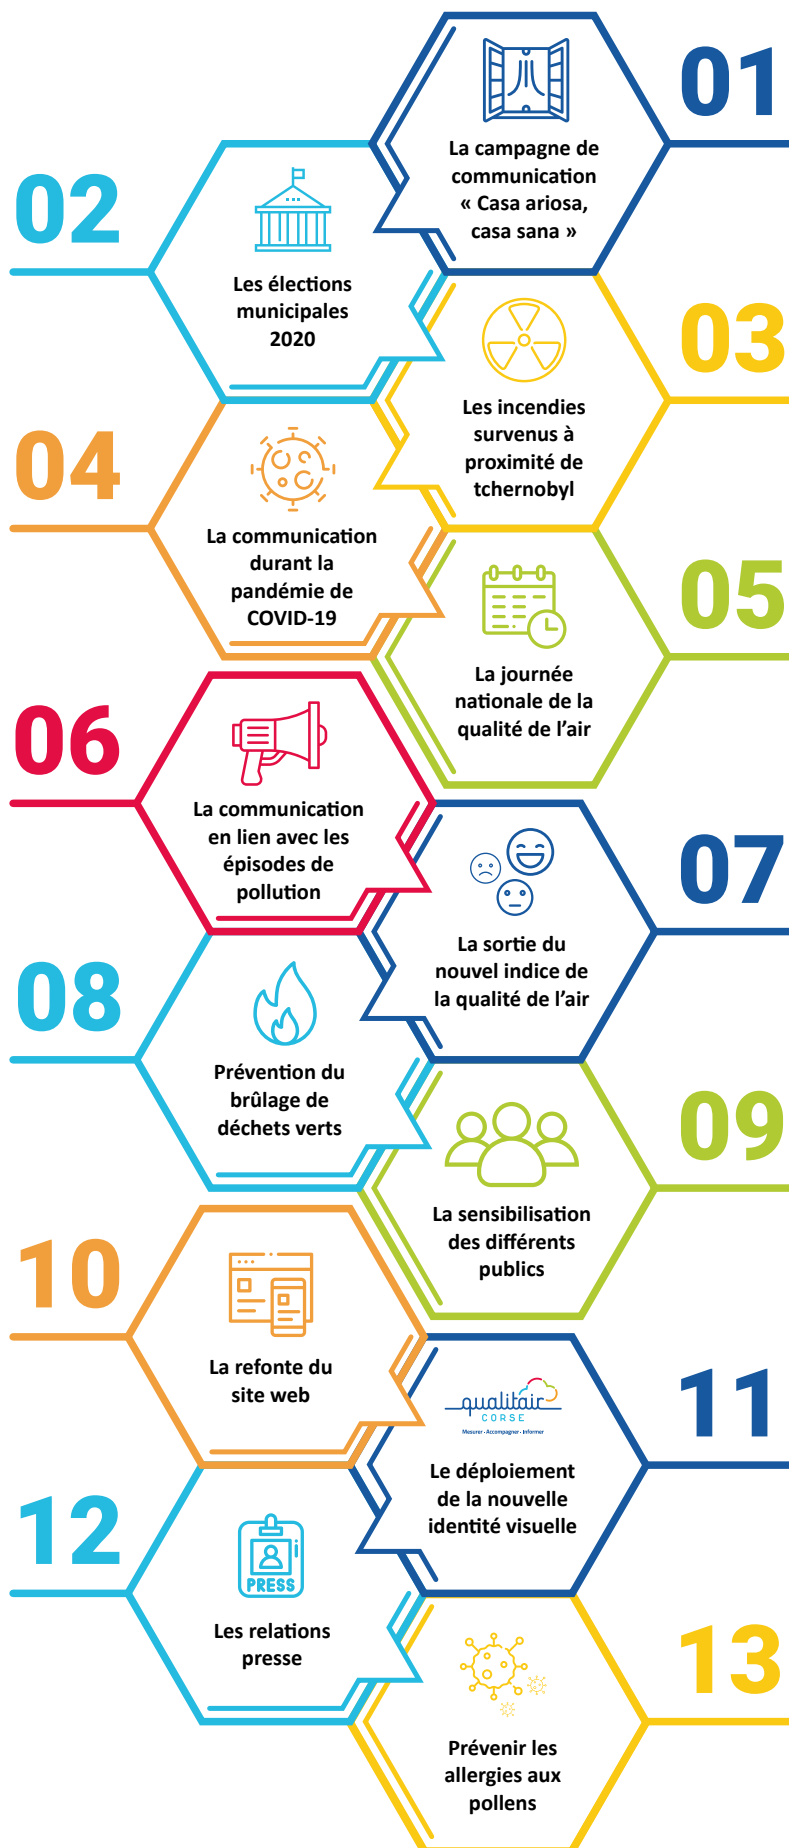 01
La campagne de
communication
« Casa ariosa,
casa sana »
02
Les élections
municipales
2020
03
Les incendies
survenus à
proximité de
tchernobyl
04
La communication
durant la
pandémie de
COVID-19
05
La journée
nationale de la
qualité de l’air
06
La communication
en lien avec les
épisodes de
pollution
07
La sortie du
nouvel indice de
la qualité de l’air
08
Prévention du
brûlage de
déchets verts
09
La sensibilisation
des différents
publics
10
La refonte du
site web
11
qualitair
CORSE
Mesurer - Accompagner - Informer
Le déploiement
de la nouvelle
identité visuelle
12
PRESS
Les relations
presse
13
Prévenir les
allergies aux
pollens